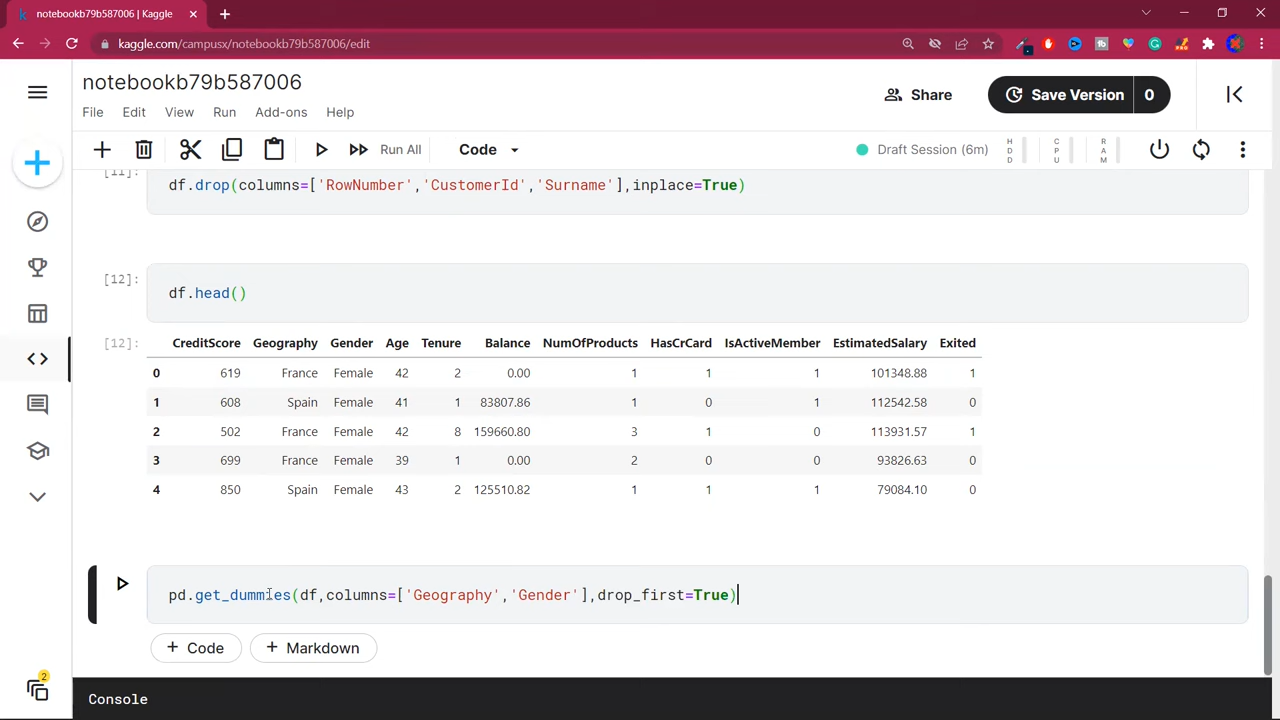 notebookb79b587006 | Kaggle
kaggle.com/campusx/notebookb79b587006/edit
notebookb79b587006
File Edit View Run Add-ons Help
Share
Save Version 0
Run All
Code
Draft Session (6m)
HDD
CPU
RAM
[11]:
df.drop(columns=['RowNumber','CustomerId','Surname'],inplace=True)
[12]:
df.head()
[12]:
CreditScore Geography Gender Age Tenure Balance NumOfProducts HasCrCard IsActiveMember EstimatedSalary Exited
0 619 France Female 42 2 0.00 1 1 1 101348.88 1
1 608 Spain Female 41 1 83807.86 1 0 1 112542.58 0
2 502 France Female 42 8 159660.80 3 1 0 113931.57 1
3 699 France Female 39 1 0.00 2 0 0 93826.63 0
4 850 Spain Female 43 2 125510.82 1 1 1 79084.10 0
pd.get_dummies(df,columns=['Geography','Gender'],drop_first=True)
+ Code
+ Markdown
2
Console